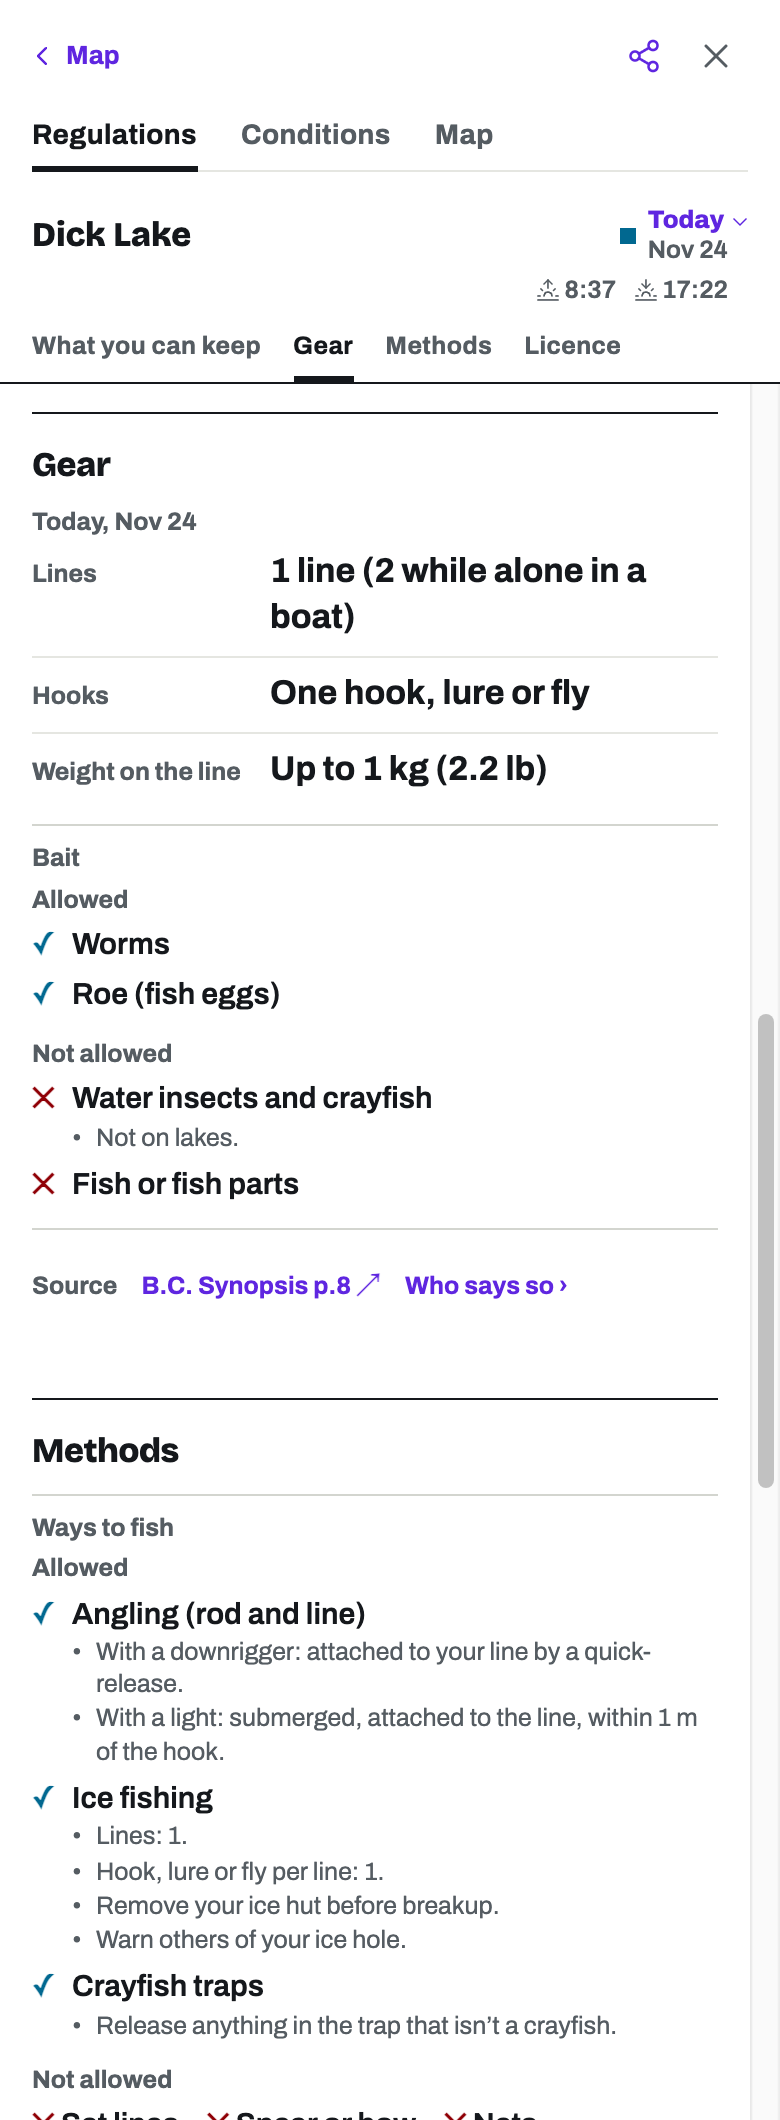 Map
Regulations Conditions Map
Dick Lake
Today
Nov 24
8:37 17:22
What you can keep Gear Methods Licence
Gear
Today, Nov 24
Lines 1 line (2 while alone in a
boat)
Hooks One hook, lure or fly
Weight on the line Up to 1 kg (2.2 lb)
Bait
Allowed
✓ Worms
✓ Roe (fish eggs)
Not allowed
✕ Water insects and crayfish
• Not on lakes.
✕ Fish or fish parts
Source B.C. Synopsis p.8 ↗ Who says so ›
Methods
Ways to fish
Allowed
✓ Angling (rod and line)
• With a downrigger: attached to your line by a quick-
release.
• With a light: submerged, attached to the line, within 1 m
of the hook.
✓ Ice fishing
• Lines: 1.
• Hook, lure or fly per line: 1.
• Remove your ice hut before breakup.
• Warn others of your ice hole.
✓ Crayfish traps
• Release anything in the trap that isn’t a crayfish.
Not allowed
✕ Set lines ✕ Spear or bow ✕ Nets